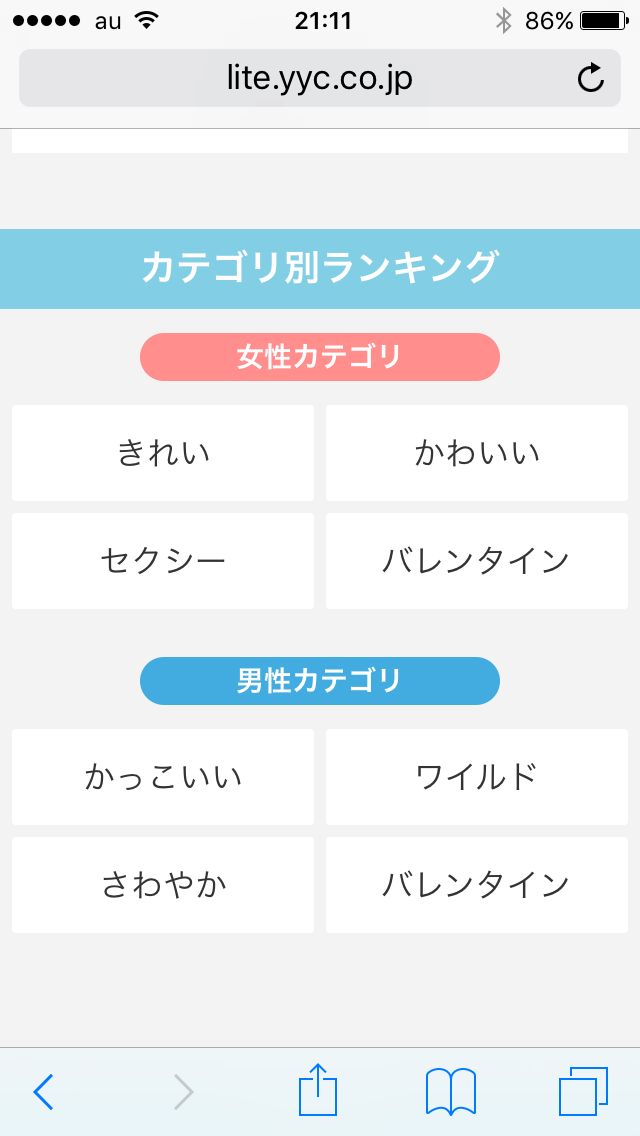 au 21:11 86%
lite.yyc.co.jp
カテゴリ別ランキング
女性カテゴリ
きれい かわいい
セクシー バレンタイン
男性カテゴリ
かっこいい ワイルド
さわやか バレンタイン